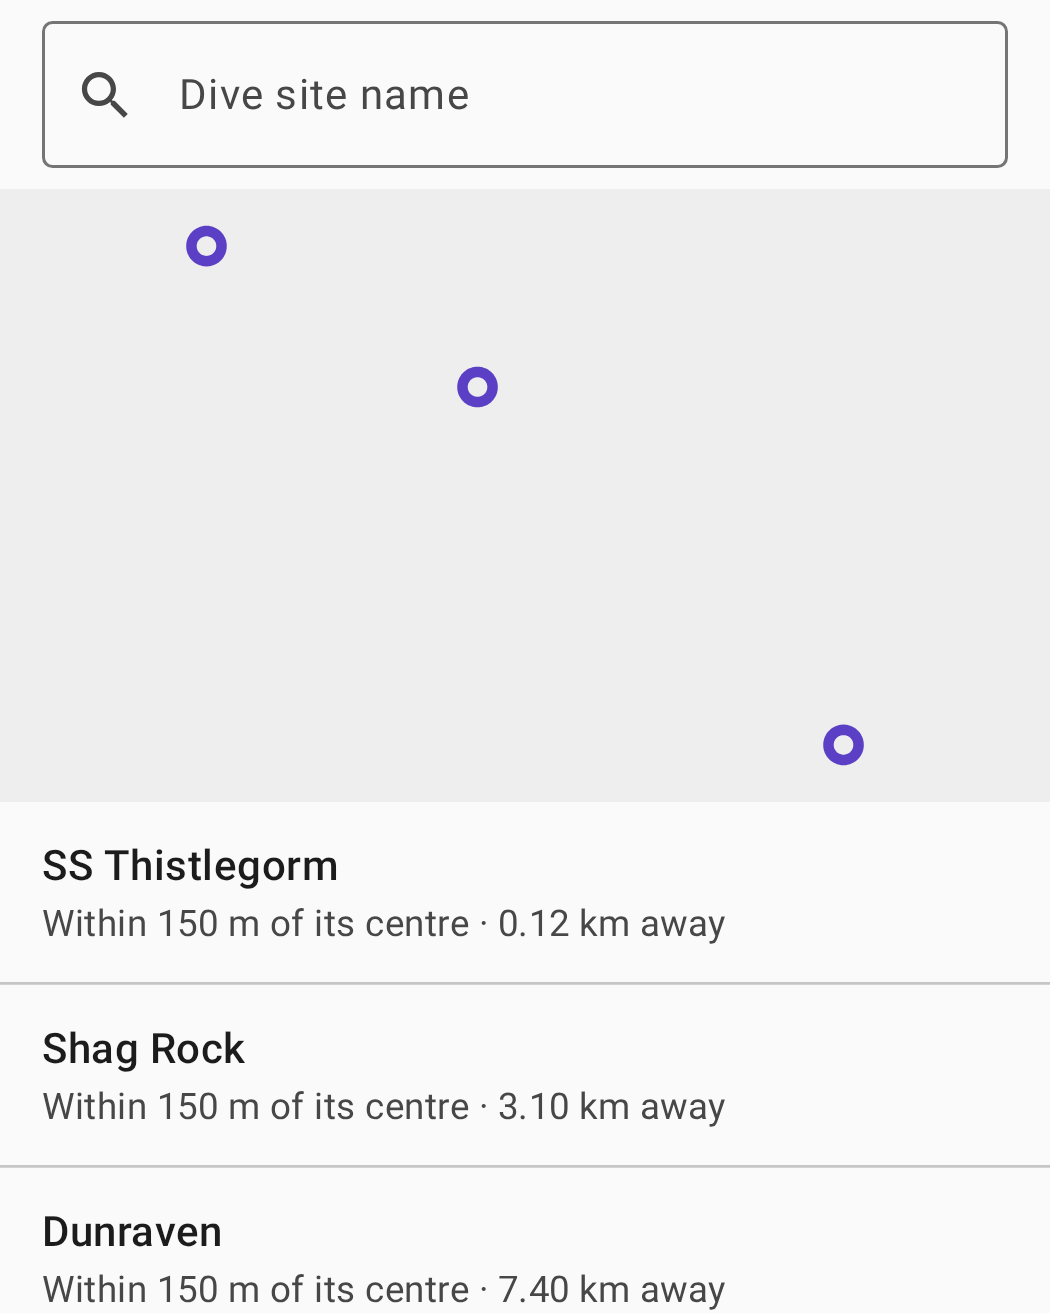 Dive site name
SS Thistlegorm
Within 150 m of its centre · 0.12 km away
Shag Rock
Within 150 m of its centre · 3.10 km away
Dunraven
Within 150 m of its centre · 7.40 km away